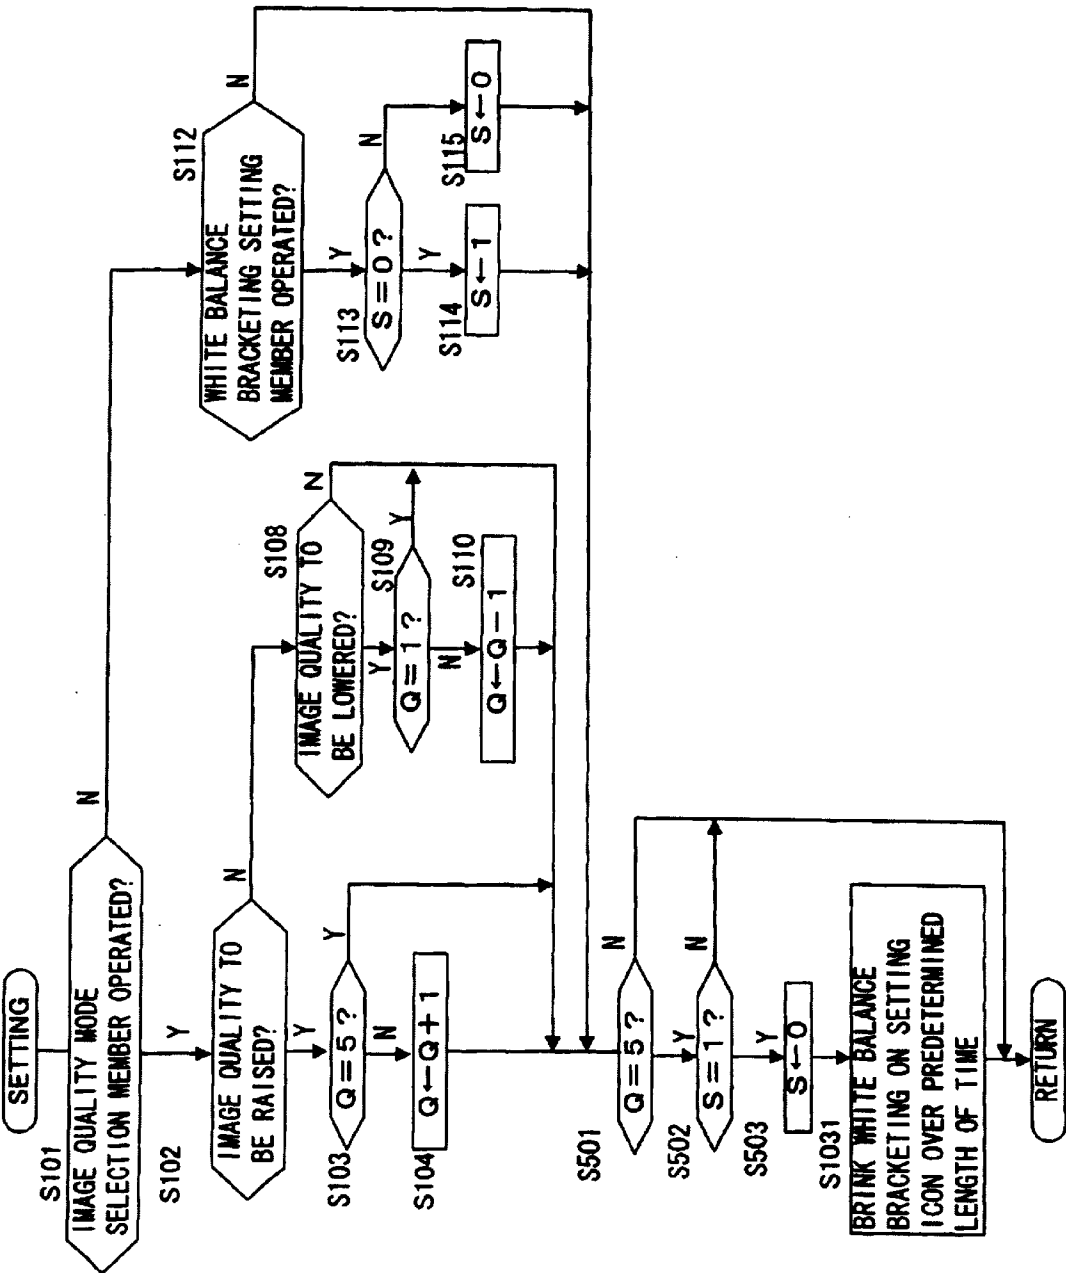 SETTING
S101
IMAGE QUALITY MODE
SELECTION MEMBER OPERATED?
N
Y
S102
IMAGE QUALITY TO
BE RAISED?
N
Y
S103
Q=5?
Y
N
S104
Q←Q+1
S108
IMAGE QUALITY TO
BE LOWERED?
N
Y
S109
Q=1?
Y
N
S110
Q←Q-1
S112
WHITE BALANCE
BRACKETING SETTING
MEMBER OPERATED?
N
Y
S113
S=0?
N
Y
S114
S←1
S115
S←0
S501
Q=5?
N
Y
S502
S=1?
N
Y
S503
S←0
S1031
BRINK WHITE BALANCE
BRACKETING ON SETTING
ICON OVER PREDETERMINED
LENGTH OF TIME
RETURN